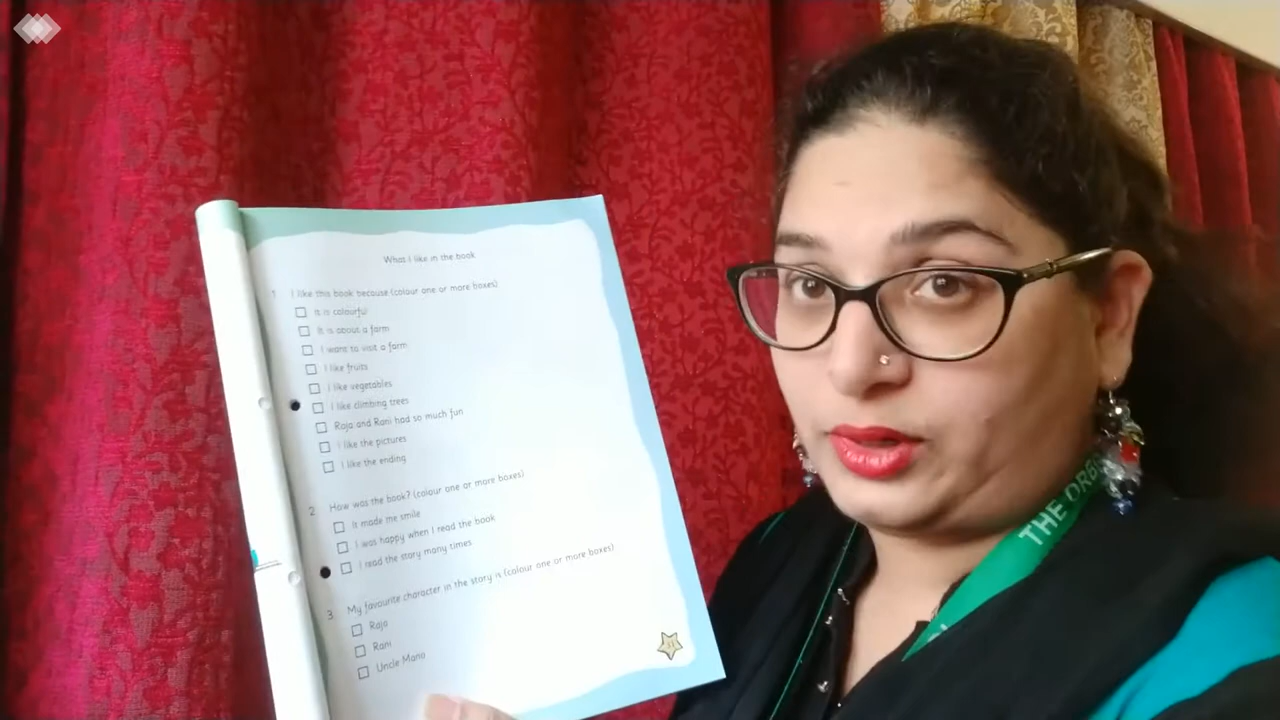 What I like in the book
1 I like this book because (colour one or more boxes)
It is colourful
It is about a farm
I want to visit a farm
I like fruits
I like vegetables
I like climbing trees
Raja and Rani had so much fun
I like the pictures
I like the ending
2 How was the book? (colour one or more boxes)
It made me smile
I was happy when I read the book
I read the story many times
3 My favourite character in the story is (colour one or more boxes)
Raja
Rani
Uncle Mano
THE ORB